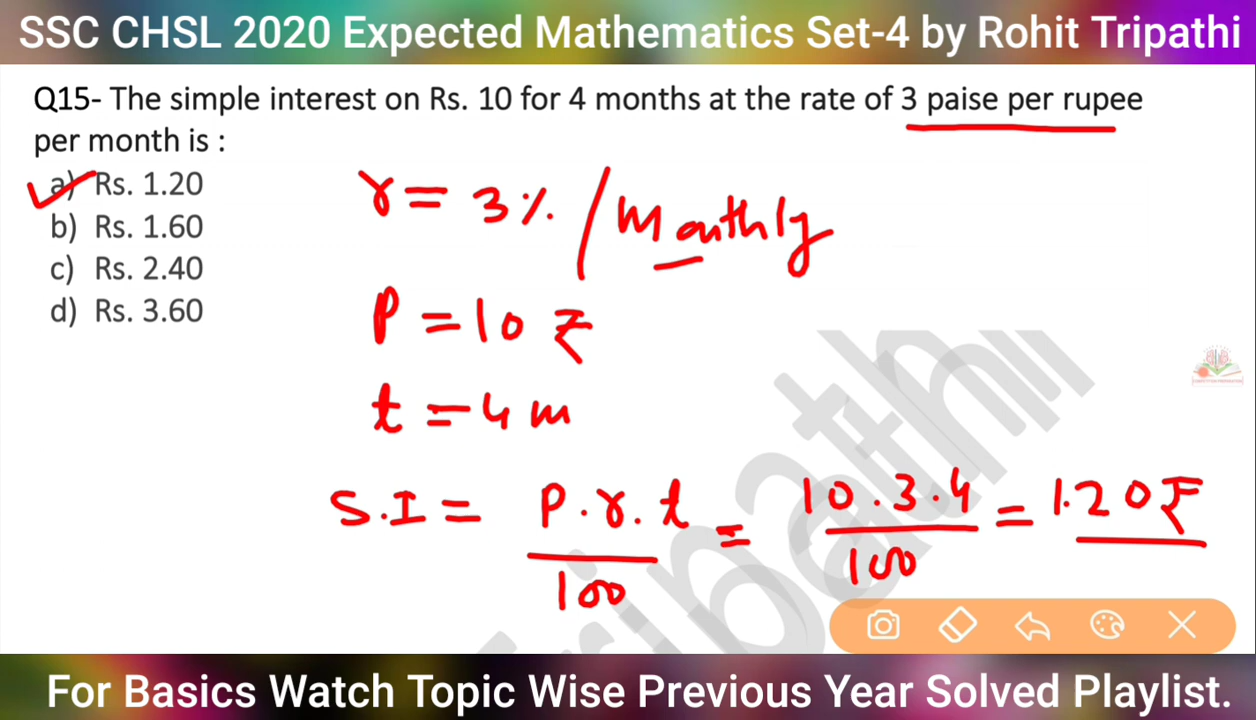 SSC CHSL 2020 Expected Mathematics Set-4 by Rohit Tripathi
Q15- The simple interest on Rs. 10 for 4 months at the rate of 3 paise per rupee
per month is :
a) Rs. 1.20
b) Rs. 1.60
c) Rs. 2.40
d) Rs. 3.60
r = 3% / Monthly
P = 10 ₹
t = 4 m
S.I = P.r.t / 100 = 10.3.4 / 100 = 1.20₹
Tripathi
For Basics Watch Topic Wise Previous Year Solved Playlist.